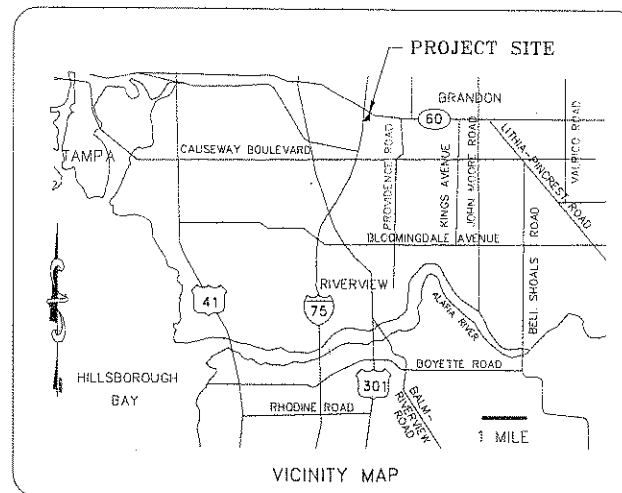 PROJECT SITE
BRANDON
60
TAMPA
CAUSEWAY BOULEVARD
PROVIDENCE ROAD
KINGS AVENUE
JOHN MOORE ROAD
LITHIA-PINCREST ROAD
VALRICO ROAD
BLOOMINGDALE AVENUE
BELL SHOALS ROAD
RIVERVIEW
41
75
ALAFIA RIVER
HILLSBOROUGH
BAY
BOYETTE ROAD
301
RHODINE ROAD
BALM-
RIVERVIEW
ROAD
1 MILE
VICINITY MAP